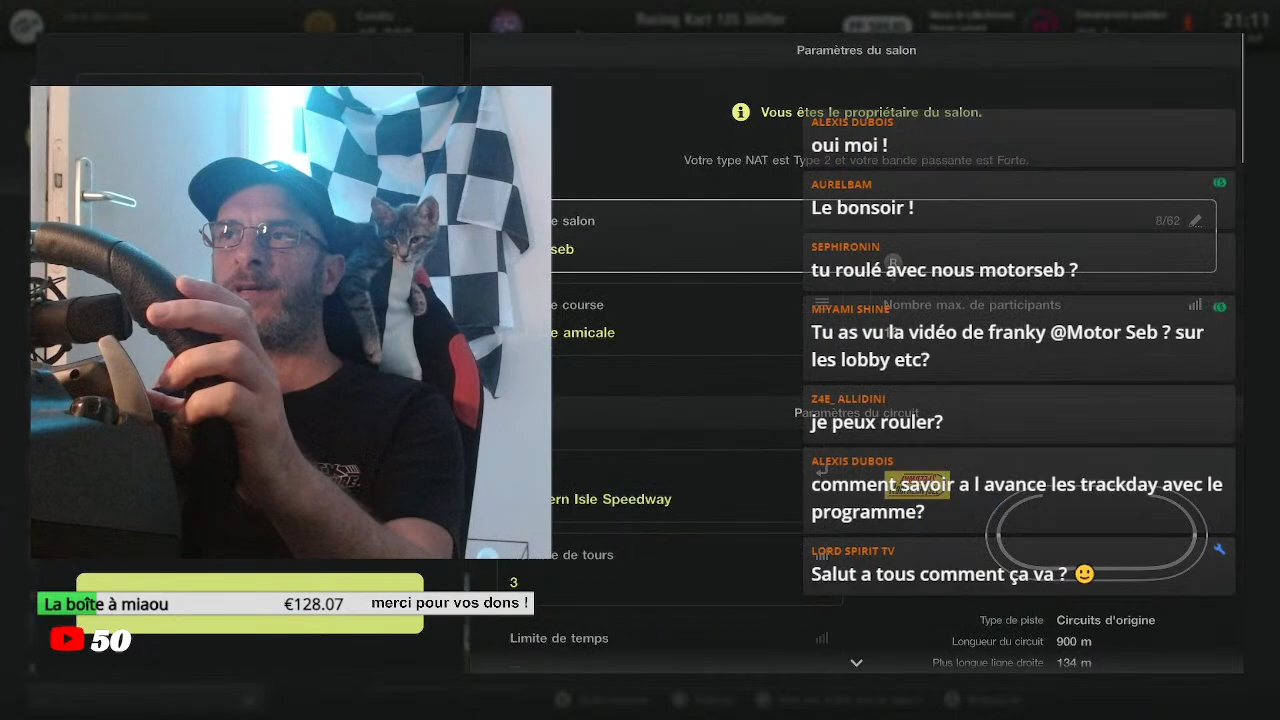 Racing Kart 125 Shifter
21:11
Paramètres du salon
Vous êtes le propriétaire du salon.
Votre type NAT est Type 2 et votre bande passante est Forte.
e salon
seb
8/62
e course
e amicale
Nombre max. de participants
Paramètres du circuit
ern Isle Speedway
e de tours
3
Limite de temps
Type de piste Circuits d'origine
Longueur du circuit 900 m
Plus longue ligne droite 134 m
ALEXIS DUBOIS
oui moi !
AURELBAM
Le bonsoir !
SEPHIRONIN
tu roulé avec nous motorseb ?
MIYAMI SHINE
Tu as vu la vidéo de franky @Motor Seb ? sur
les lobby etc?
Z4E_ ALLIDINI
je peux rouler?
ALEXIS DUBOIS
comment savoir a l avance les trackday avec le
programme?
LORD SPIRIT TV
Salut a tous comment ça va ? 🙂
La boîte à miaou €128.07 merci pour vos dons !
50